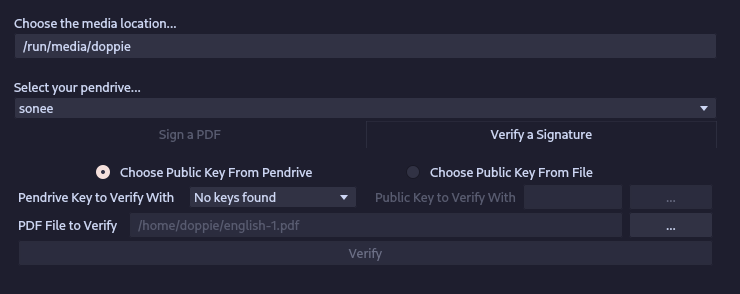 Choose the media location...
/run/media/doppie
Select your pendrive...
sonee
Sign a PDF Verify a Signature
Choose Public Key From Pendrive Choose Public Key From File
Pendrive Key to Verify With No keys found Public Key to Verify With ...
PDF File to Verify /home/doppie/english-1.pdf ...
Verify